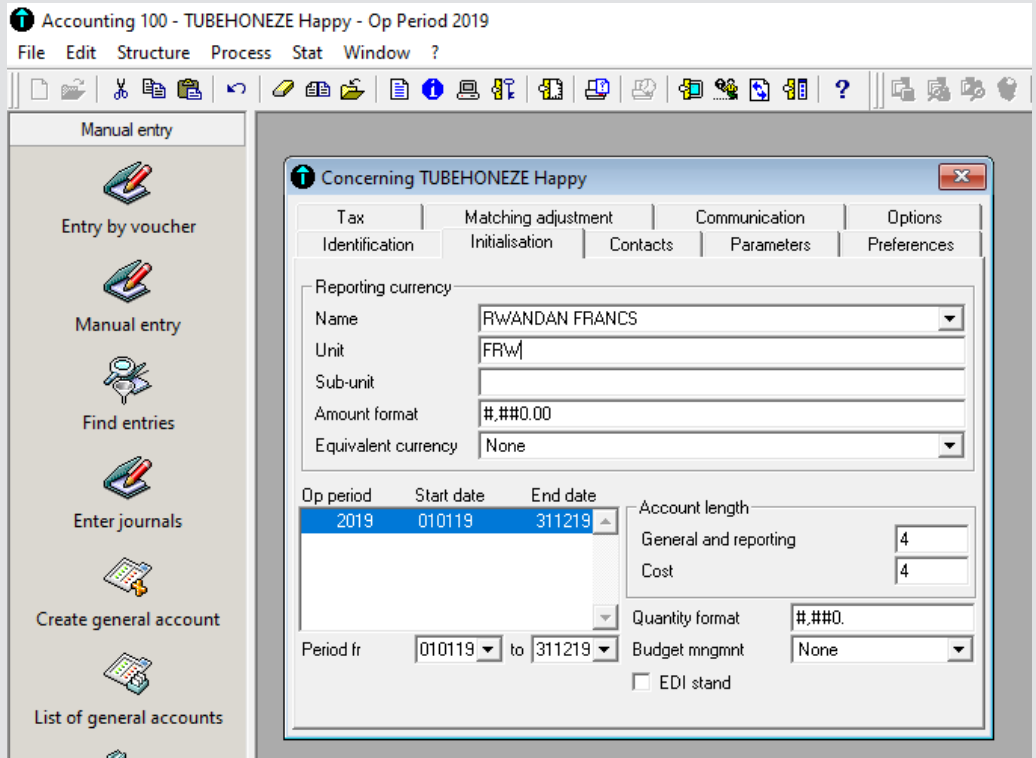 Accounting 100 - TUBEHONEZE Happy - Op Period 2019
File Edit Structure Process Stat Window ?
Manual entry
Entry by voucher
Manual entry
Find entries
Enter journals
Create general account
List of general accounts
Concerning TUBEHONEZE Happy
Tax Matching adjustment Communication Options
Identification Initialisation Contacts Parameters Preferences
Reporting currency
Name RWANDAN FRANCS
Unit FRW
Sub-unit
Amount format #,##0.00
Equivalent currency None
Op period Start date End date
2019 010119 311219
Account length
General and reporting 4
Cost 4
Quantity format #,##0.
Period fr 010119 to 311219 Budget mngmnt None
EDI stand